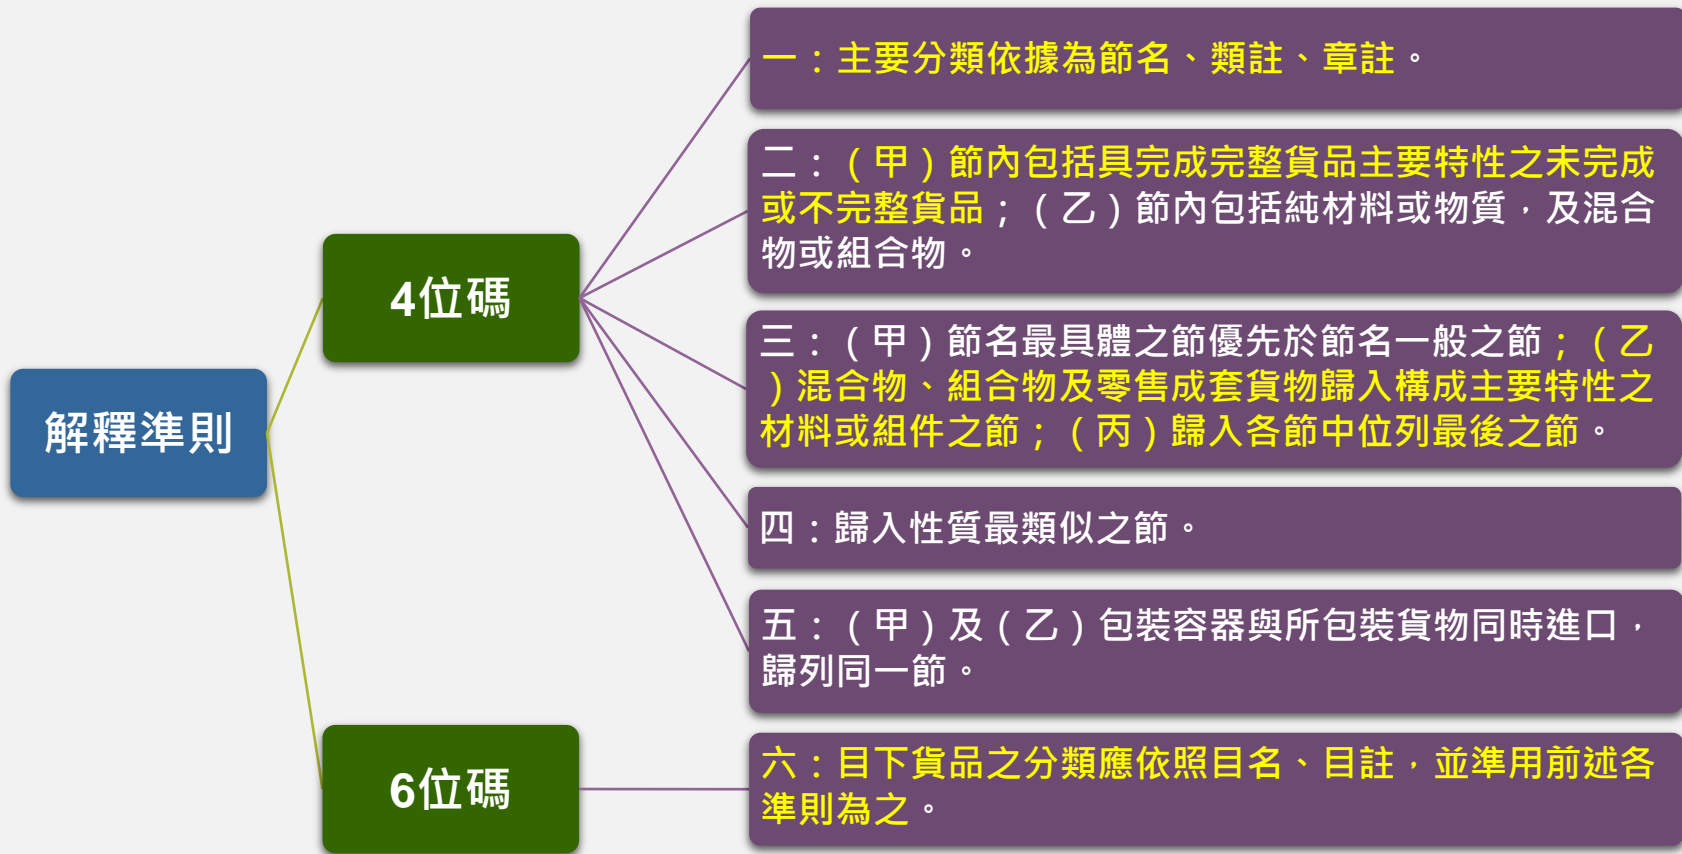 解釋準則
4位碼
一：主要分類依據為節名、類註、章註。
二：（甲）節內包括具完成完整貨品主要特性之未完成
或不完整貨品；（乙）節內包括純材料或物質，及混合
物或組合物。
三：（甲）節名最具體之節優先於節名一般之節；（乙
）混合物、組合物及零售成套貨物歸入構成主要特性之
材料或組件之節；（丙）歸入各節中位列最後之節。
四：歸入性質最類似之節。
五：（甲）及（乙）包裝容器與所包裝貨物同時進口，
歸列同一節。
6位碼
六：目下貨品之分類應依照目名、目註，並準用前述各
準則為之。